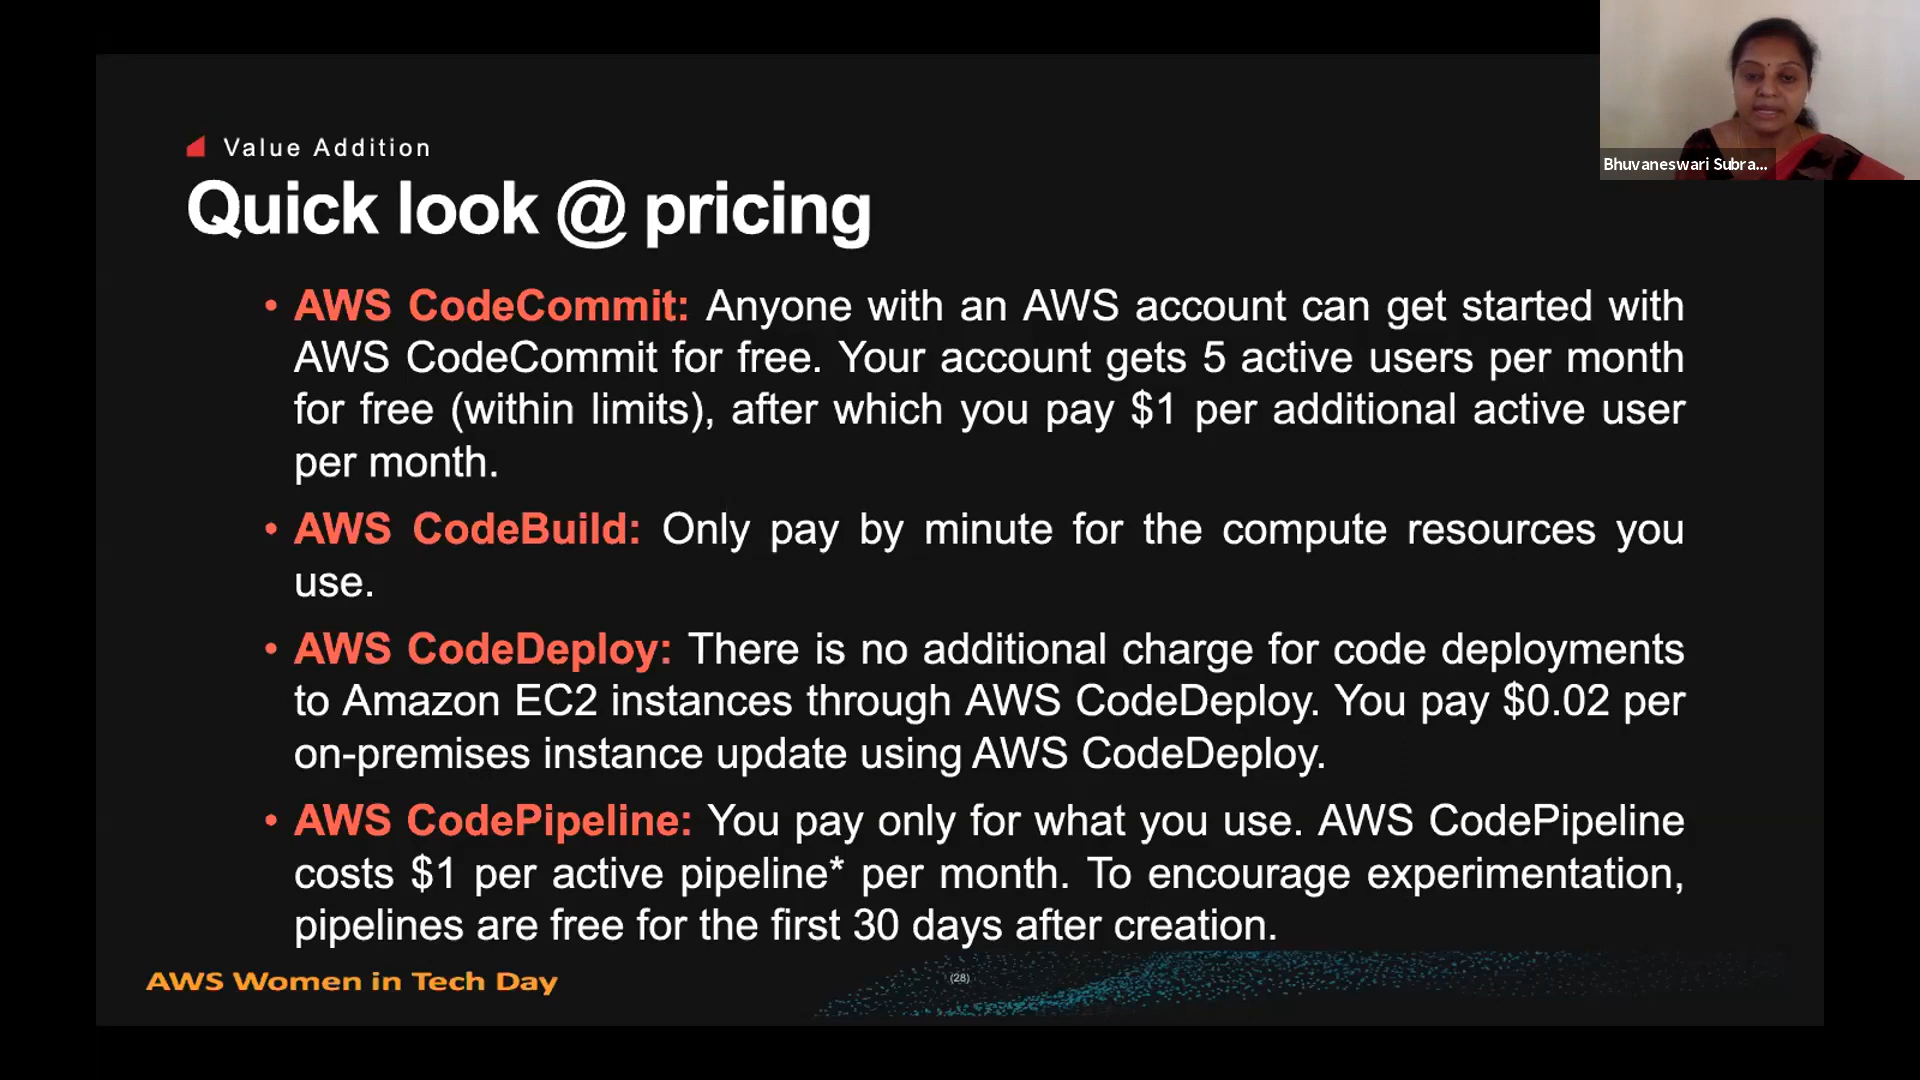 Value Addition
Quick look @ pricing
• AWS CodeCommit: Anyone with an AWS account can get started with
AWS CodeCommit for free. Your account gets 5 active users per month
for free (within limits), after which you pay $1 per additional active user
per month.
• AWS CodeBuild: Only pay by minute for the compute resources you
use.
• AWS CodeDeploy: There is no additional charge for code deployments
to Amazon EC2 instances through AWS CodeDeploy. You pay $0.02 per
on-premises instance update using AWS CodeDeploy.
• AWS CodePipeline: You pay only for what you use. AWS CodePipeline
costs $1 per active pipeline* per month. To encourage experimentation,
pipelines are free for the first 30 days after creation.
AWS Women in Tech Day
(28)
Bhuvaneswari Subra...